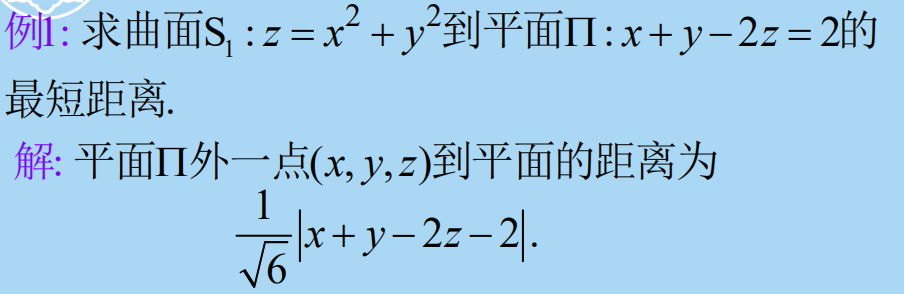 例1: 求曲面S₁ : z = x² + y²到平面Π : x + y − 2z = 2的
最短距离.
解: 平面Π外一点(x, y, z)到平面的距离为
1/√6 |x + y − 2z − 2|.